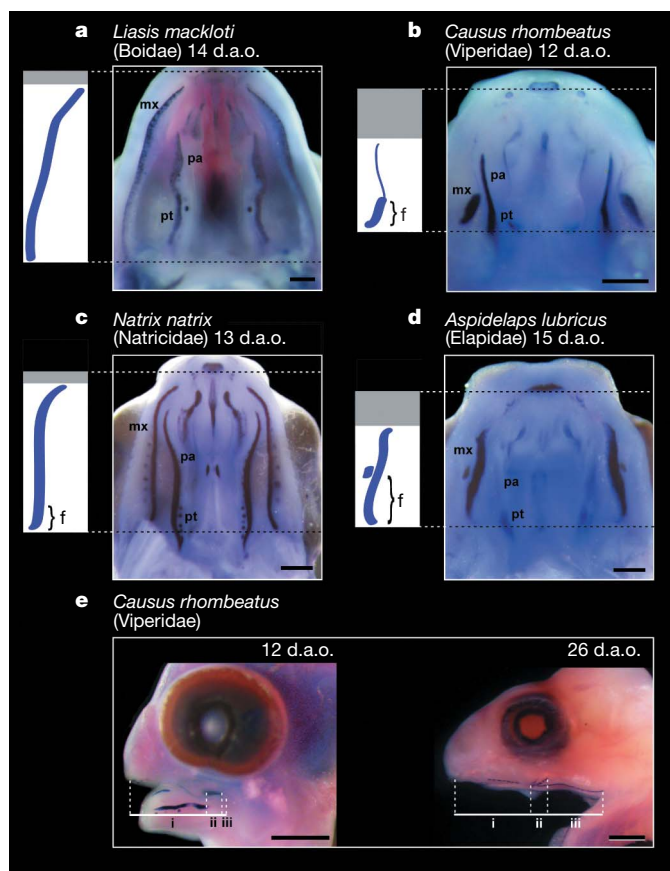 a Liasis mackloti
(Boidae) 14 d.a.o.
mx
pa
pt
b Causus rhombeatus
(Viperidae) 12 d.a.o.
f
mx
pa
pt
c Natrix natrix
(Natricidae) 13 d.a.o.
f
mx
pa
pt
d Aspidelaps lubricus
(Elapidae) 15 d.a.o.
f
mx
pa
pt
e Causus rhombeatus
(Viperidae)
12 d.a.o.
26 d.a.o.
i ii iii
i ii iii